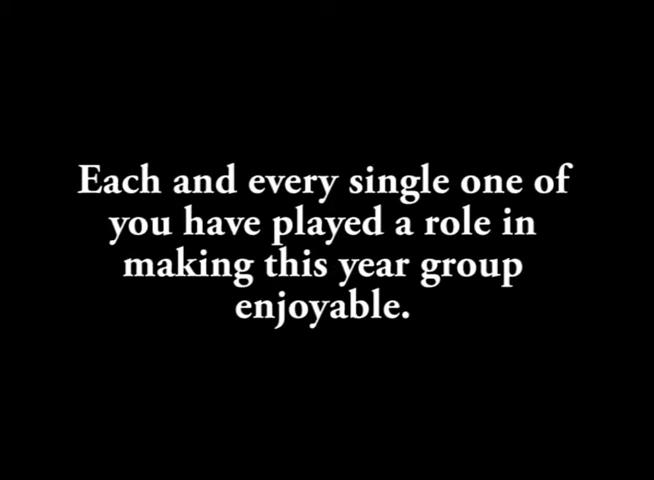 Each and every single one of
you have played a role in
making this year group
enjoyable.